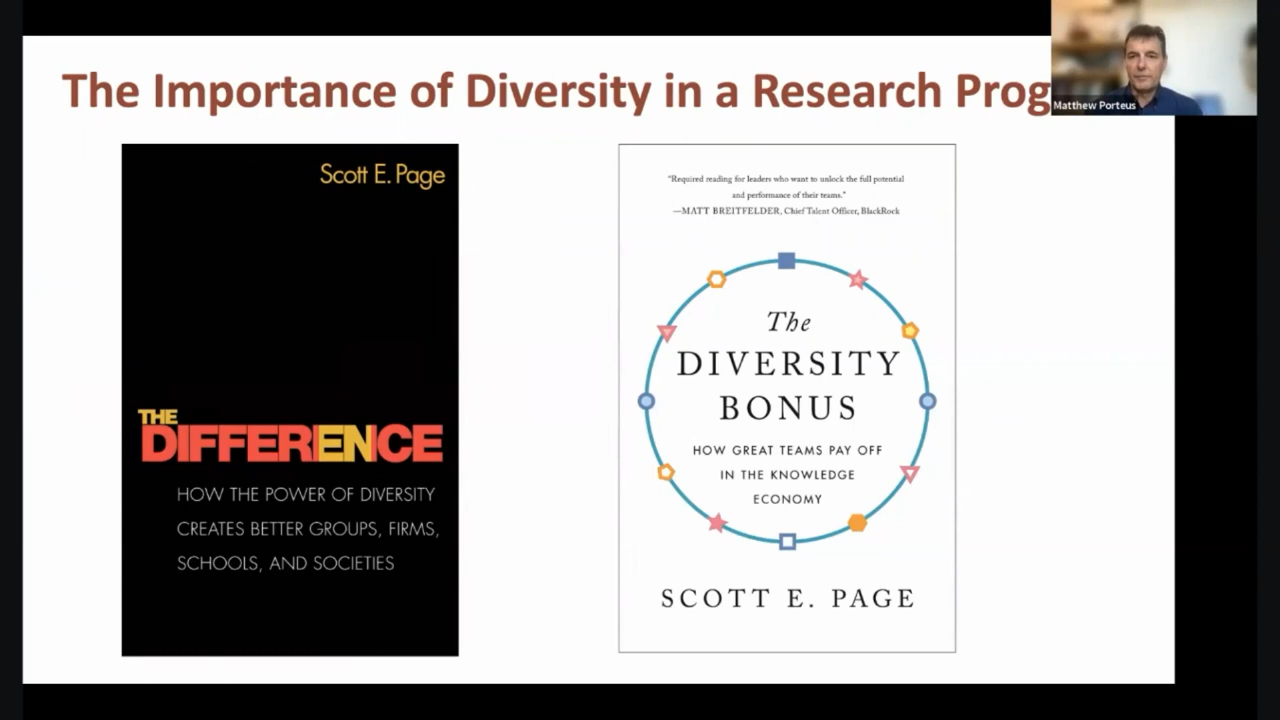 The Importance of Diversity in a Research Prog
Matthew Porteus
Scott E. Page
THE
DIFFERENCE
HOW THE POWER OF DIVERSITY
CREATES BETTER GROUPS, FIRMS,
SCHOOLS, AND SOCIETIES
"Required reading for leaders who want to unlock the full potential
and performance of their teams."
—MATT BREITFELDER, Chief Talent Officer, BlackRock
The
DIVERSITY
BONUS
HOW GREAT TEAMS PAY OFF
IN THE KNOWLEDGE
ECONOMY
SCOTT E. PAGE